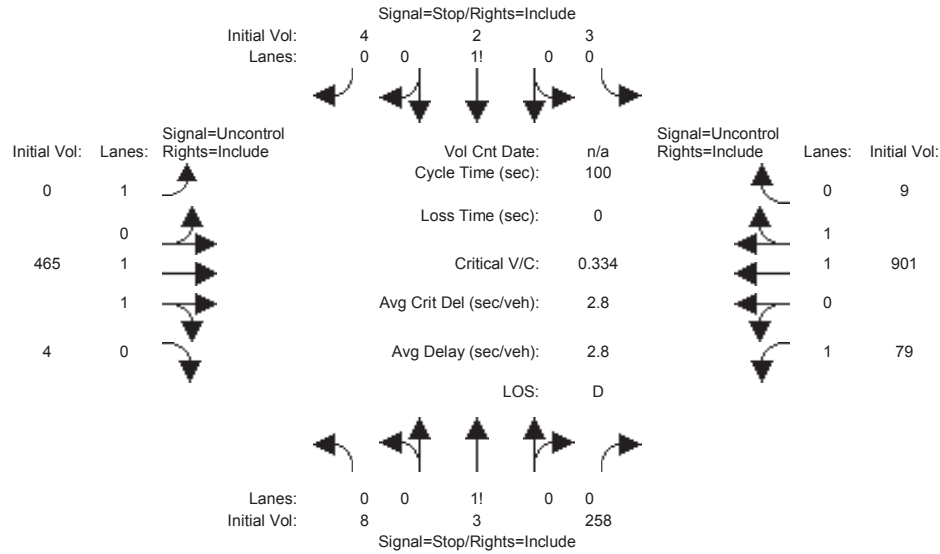 Signal=Stop/Rights=Include
Initial Vol: 4 2 3
Lanes: 0 0 1! 0 0
Signal=Uncontrol
Initial Vol: Lanes: Rights=Include
Vol Cnt Date: n/a
Signal=Uncontrol
Rights=Include Lanes: Initial Vol:
Cycle Time (sec): 100
0 1
0 9
Loss Time (sec): 0
0
1
465 1
Critical V/C: 0.334
1 901
1
Avg Crit Del (sec/veh): 2.8
0
4 0
Avg Delay (sec/veh): 2.8
1 79
LOS: D
Lanes: 0 0 1! 0 0
Initial Vol: 8 3 258
Signal=Stop/Rights=Include